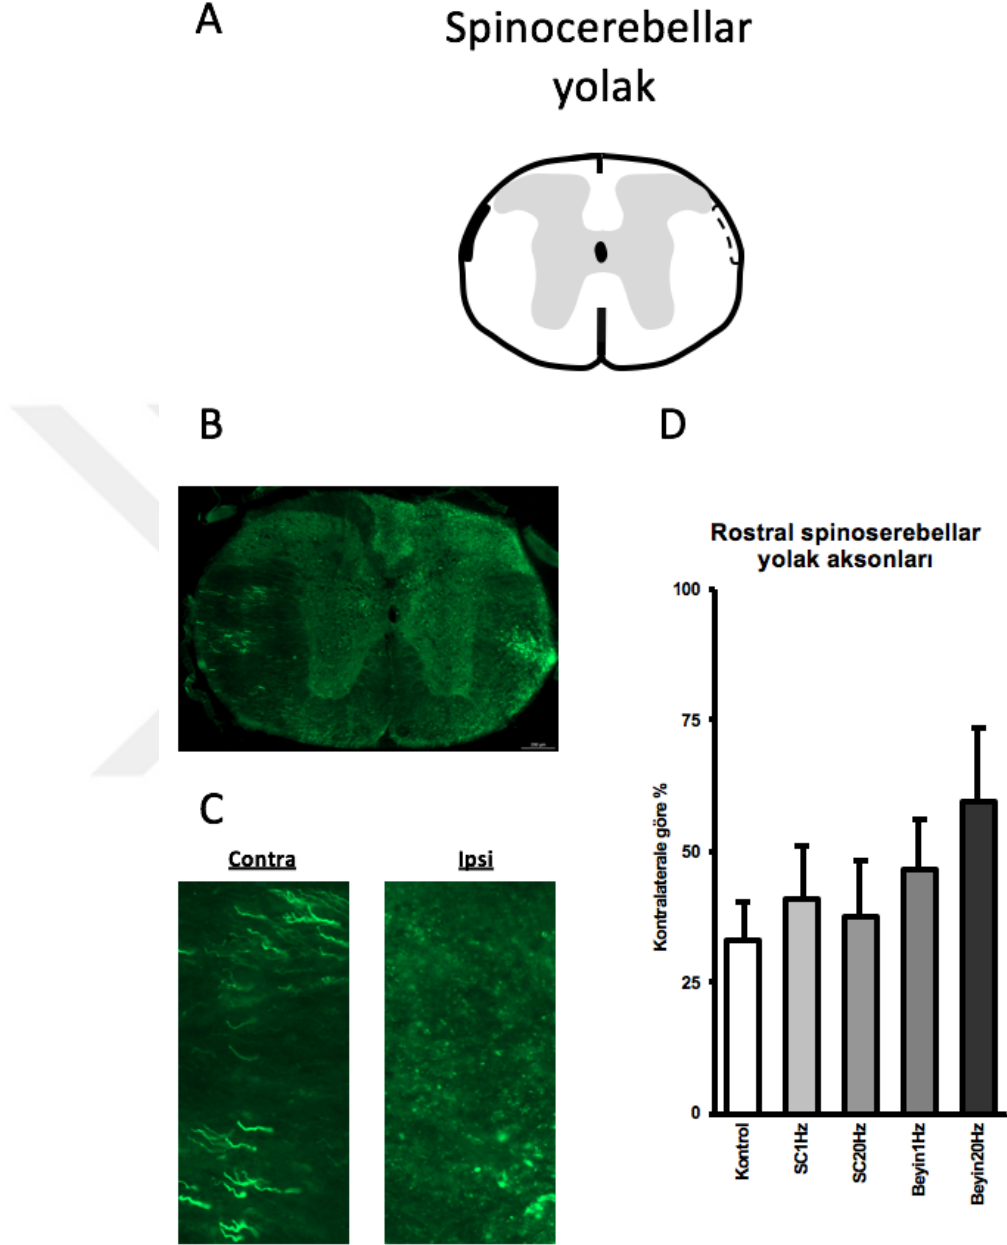 A
Spinocerebellar
yolak
B
D
Rostral spinoserebellar
yolak aksonları
Kontralaterale göre %
100
75
50
25
0
Kontrol
SC1Hz
SC20Hz
Beyin1Hz
Beyin20Hz
C
Contra
Ipsi